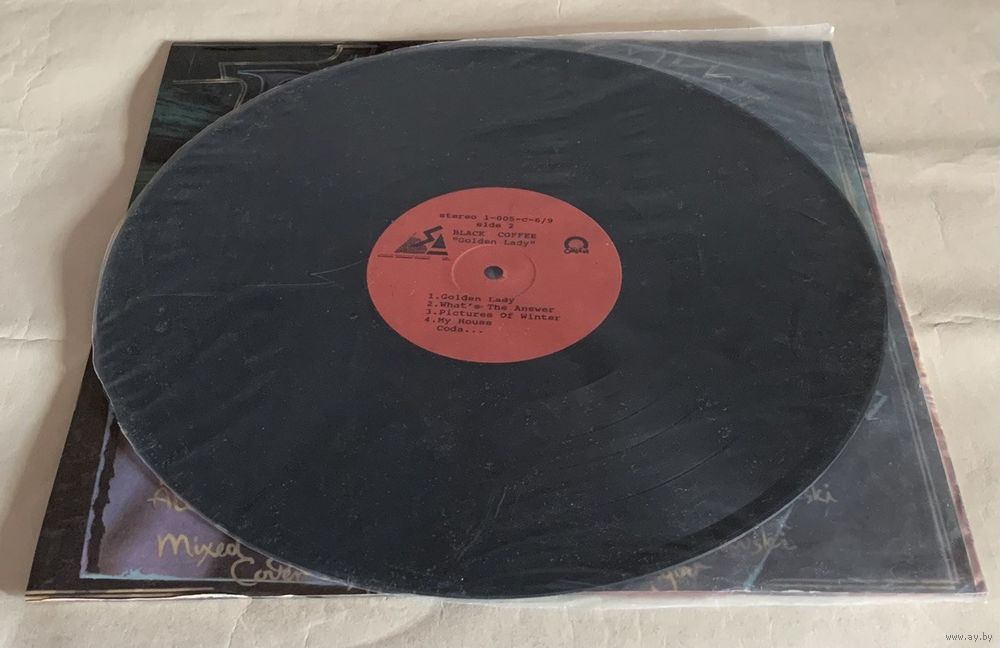 stereo 1-005-c-6/9
side 2
BLACK COFFEE
"Golden Lady"
1.Golden Lady
2.What's The Answer
3.Pictures Of Winter
4.My House
Coda...
Mixed
www.ay.by